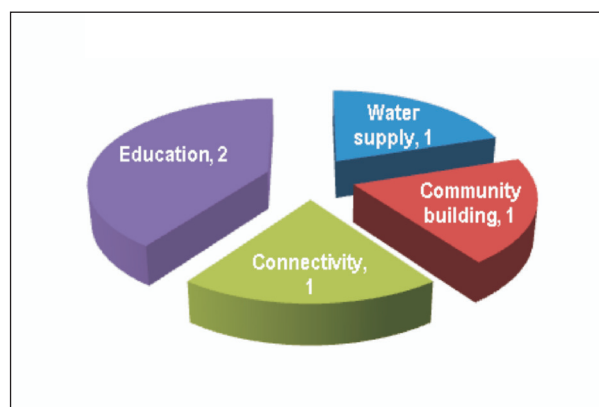 Water
supply, 1
Education, 2
Community
building, 1
Connectivity,
1